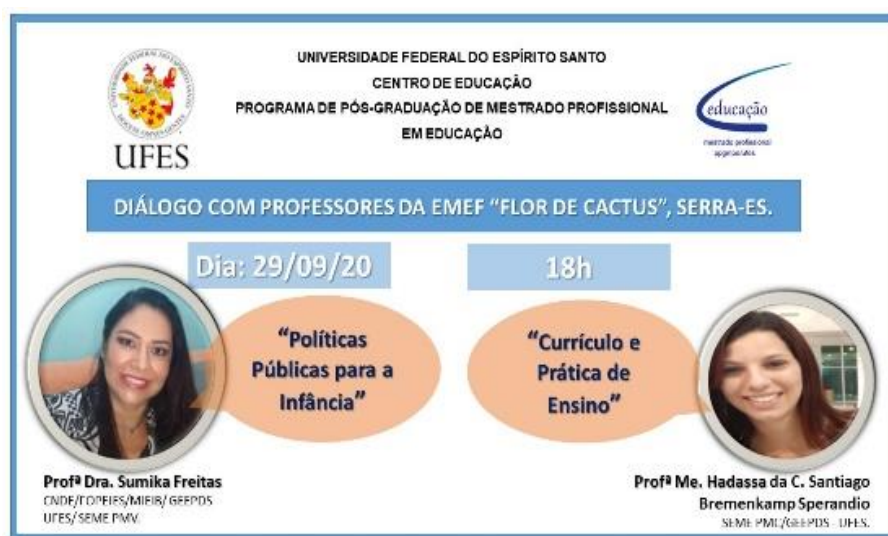 UNIVERSIDADE FEDERAL DO ESPÍRITO SANTO
CENTRO DE EDUCAÇÃO
PROGRAMA DE PÓS-GRADUAÇÃO DE MESTRADO PROFISSIONAL
EM EDUCAÇÃO
UFES
educação
mestrado profissional
DIÁLOGO COM PROFESSORES DA EMEF “FLOR DE CACTUS”, SERRA-ES.
Dia: 29/09/20
18h
“Políticas
Públicas para a
Infância”
“Currículo e
Prática de
Ensino”
Profª Dra. Sumika Freitas
CNDE/FOPEIES/MIEIB/ GEEPDS
UFES/ SEME PMV.
Profª Me. Hadassa da C. Santiago
Bremenkamp Sperandio
SEME PMC/GEEPDS - UFES.